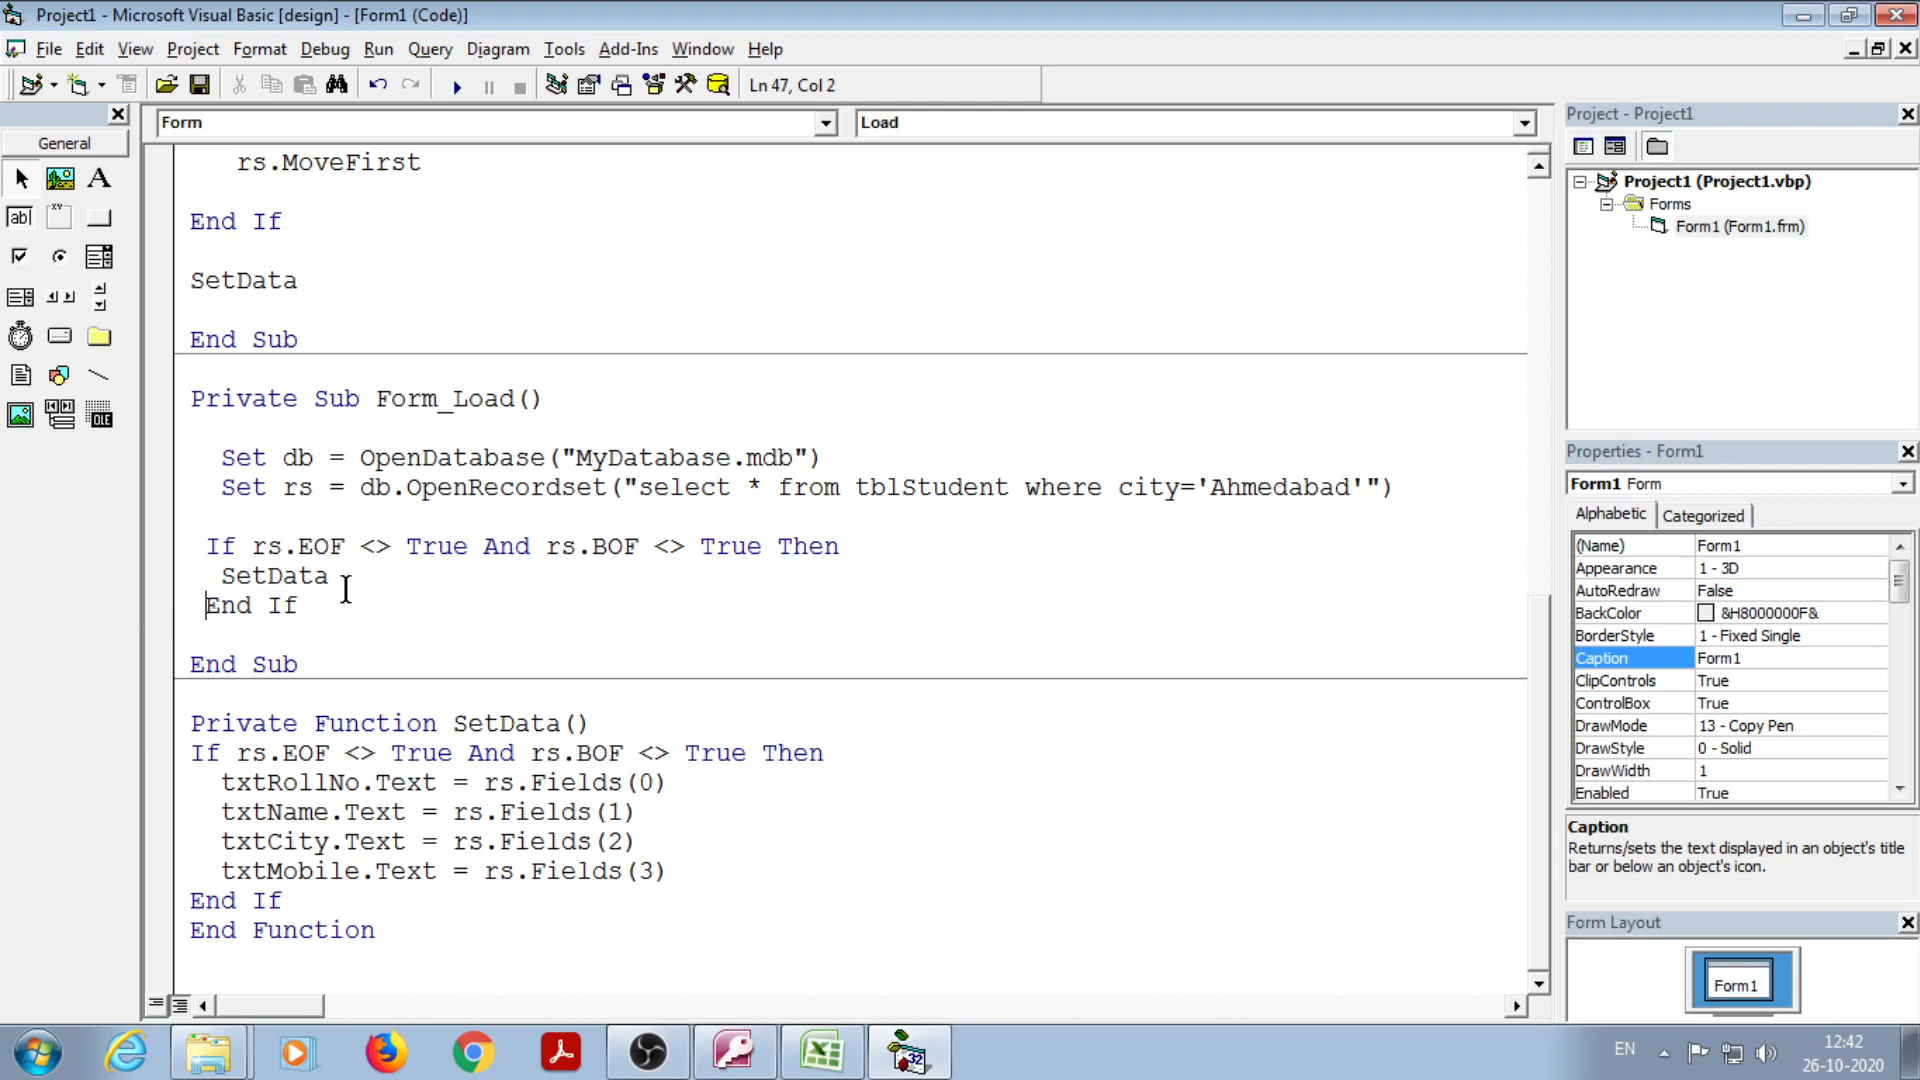 Project1 - Microsoft Visual Basic [design] - [Form1 (Code)]
File Edit View Project Format Debug Run Query Diagram Tools Add-Ins Window Help
Ln 47, Col 2
General
Form
Load
rs.MoveFirst
End If
SetData
End Sub
Private Sub Form_Load()
Set db = OpenDatabase("MyDatabase.mdb")
Set rs = db.OpenRecordset("select * from tblStudent where city='Ahmedabad'")
If rs.EOF <> True And rs.BOF <> True Then
SetData
End If
End Sub
Private Function SetData()
If rs.EOF <> True And rs.BOF <> True Then
txtRollNo.Text = rs.Fields(0)
txtName.Text = rs.Fields(1)
txtCity.Text = rs.Fields(2)
txtMobile.Text = rs.Fields(3)
End If
End Function
Project - Project1
Project1 (Project1.vbp)
Forms
Form1 (Form1.frm)
Properties - Form1
Form1 Form
Alphabetic Categorized
(Name) Form1
Appearance 1 - 3D
AutoRedraw False
BackColor &H8000000F&
BorderStyle 1 - Fixed Single
Caption Form1
ClipControls True
ControlBox True
DrawMode 13 - Copy Pen
DrawStyle 0 - Solid
DrawWidth 1
Enabled True
Caption
Returns/sets the text displayed in an object's title
bar or below an object's icon.
Form Layout
Form1
EN
12:42
26-10-2020